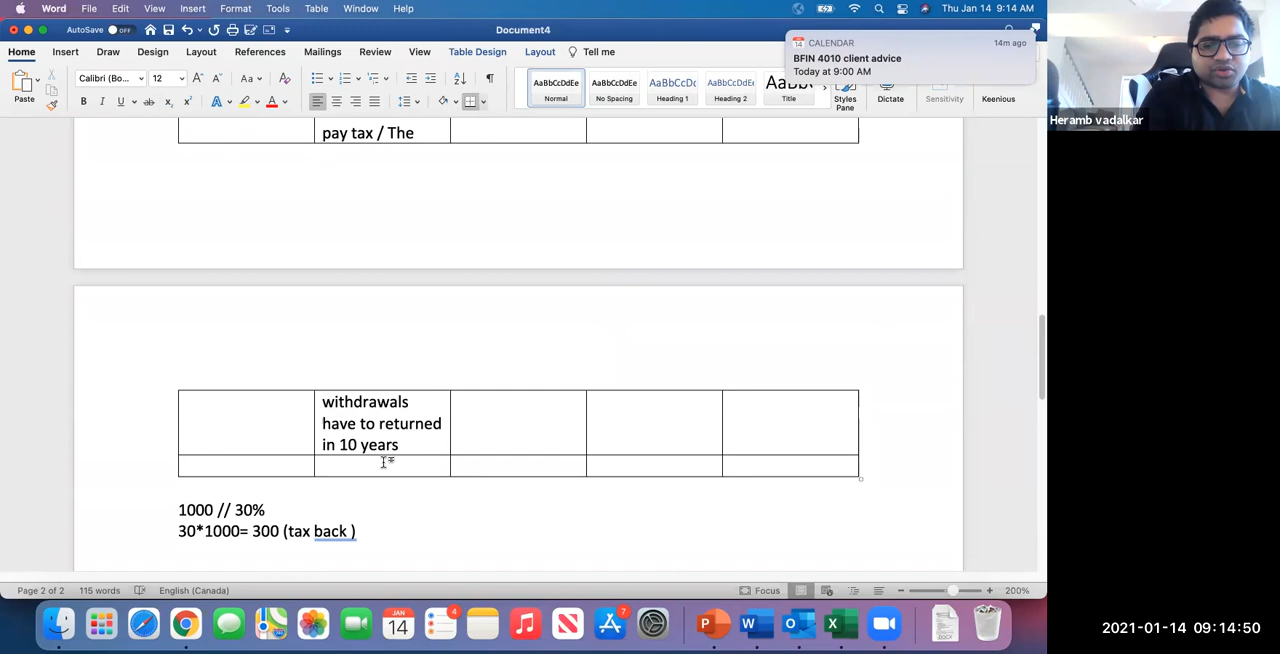 Word File Edit View Insert Format Tools Table Window Help Thu Jan 14 9:14 AM
AutoSave OFF Document4
Home Insert Draw Design Layout References Mailings Review View Table Design Layout Tell me
CALENDAR 14m ago
BFIN 4010 client advice
Today at 9:00 AM
Paste Calibri (Bo... 12
AaBbCcDdEe AaBbCcDdEe AaBbCcDc AaBbCcDdEe AaBbC
Normal No Spacing Heading 1 Heading 2 Title Styles Pane Dictate Sensitivity Keenious
Heramb vadalkar
pay tax / The
withdrawals
have to returned
in 10 years
1000 // 30%
30*1000= 300 (tax back )
Page 2 of 2 115 words English (Canada) Focus 200%
JAN
14
4
7
2021-01-14 09:14:50